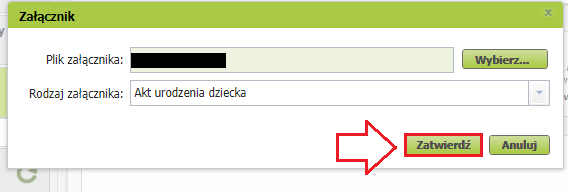 Załącznik
Plik załącznika: Wybierz...
Rodzaj załącznika: Akt urodzenia dziecka
Zatwierdź Anuluj